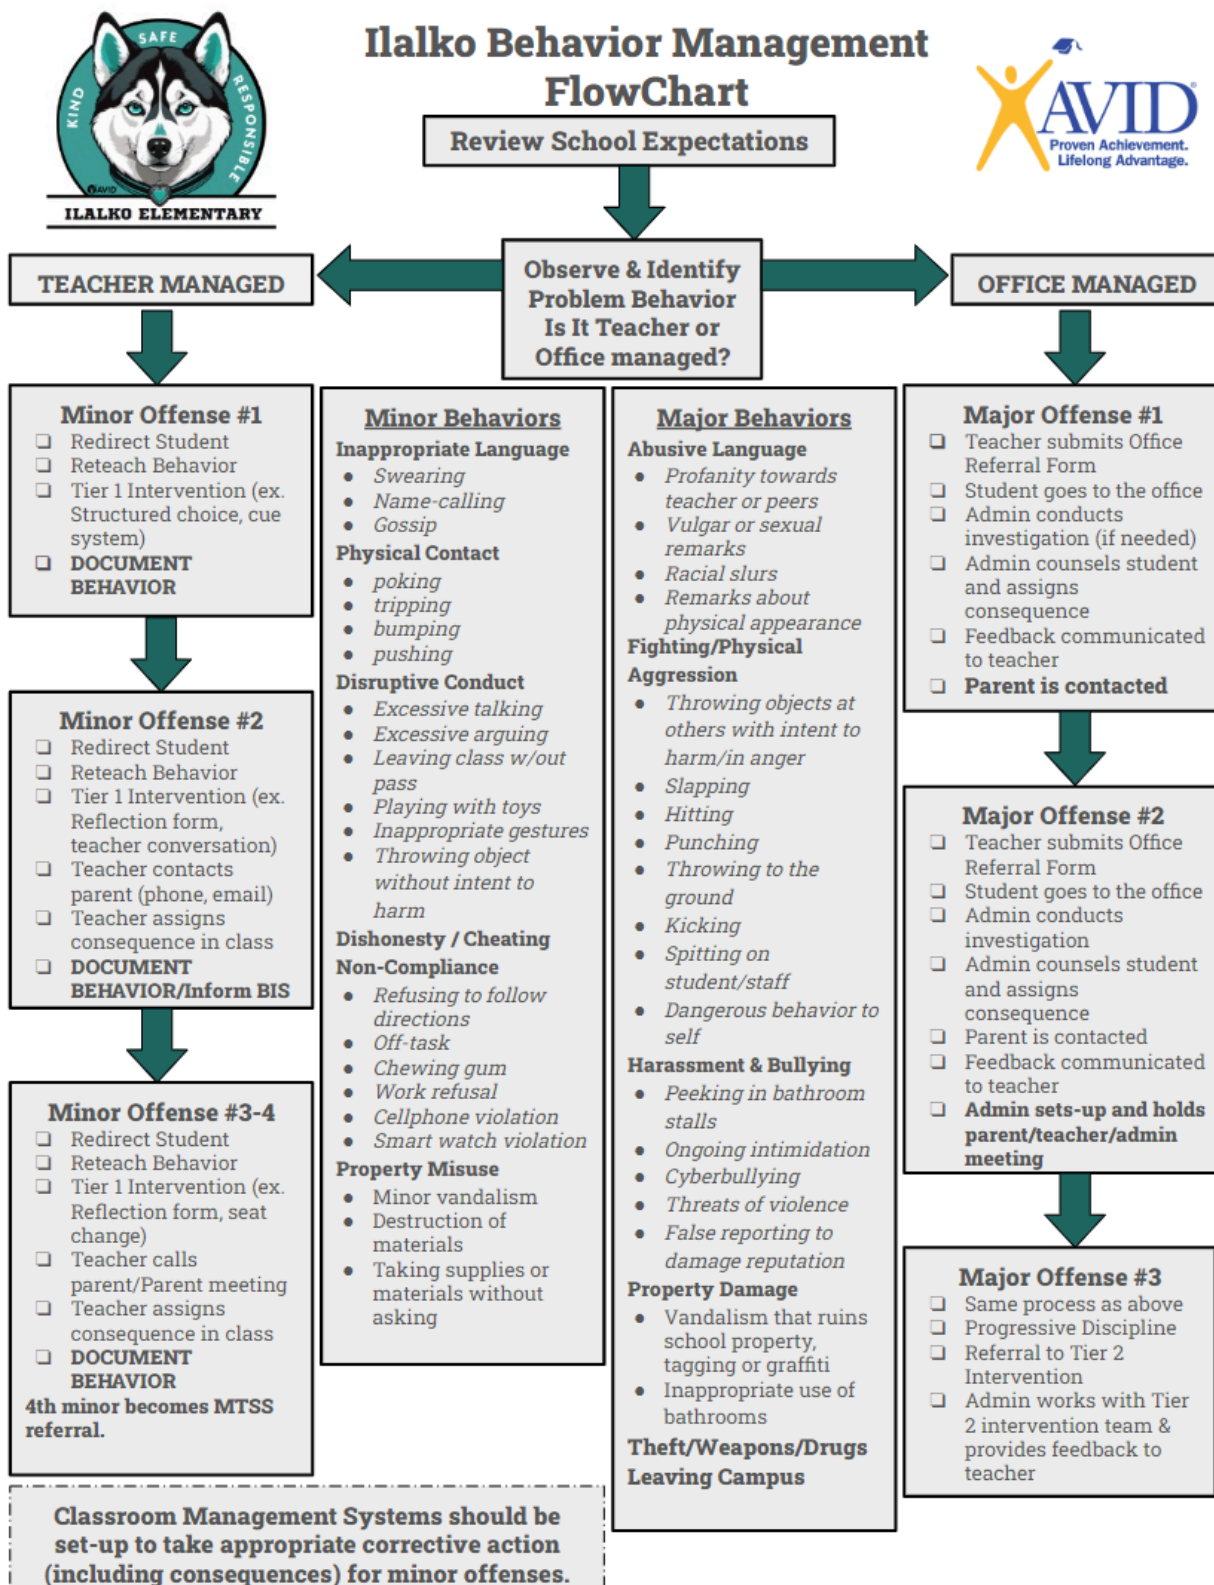 KIND
SAFE
RESPONSIBLE
AVID
ILALKO ELEMENTARY
Ilalko Behavior Management
FlowChart
AVID®
Proven Achievement.
Lifelong Advantage.
Review School Expectations
Observe & Identify
Problem Behavior
Is It Teacher or
Office managed?
TEACHER MANAGED
OFFICE MANAGED
Minor Offense #1
❏ Redirect Student
❏ Reteach Behavior
❏ Tier 1 Intervention (ex.
Structured choice, cue
system)
❏ DOCUMENT
BEHAVIOR
Minor Offense #2
❏ Redirect Student
❏ Reteach Behavior
❏ Tier 1 Intervention (ex.
Reflection form,
teacher conversation)
❏ Teacher contacts
parent (phone, email)
❏ Teacher assigns
consequence in class
❏ DOCUMENT
BEHAVIOR/Inform BIS
Minor Offense #3-4
❏ Redirect Student
❏ Reteach Behavior
❏ Tier 1 Intervention (ex.
Reflection form, seat
change)
❏ Teacher calls
parent/Parent meeting
❏ Teacher assigns
consequence in class
❏ DOCUMENT
BEHAVIOR
4th minor becomes MTSS
referral.
Minor Behaviors
Inappropriate Language
● Swearing
● Name-calling
● Gossip
Physical Contact
● poking
● tripping
● bumping
● pushing
Disruptive Conduct
● Excessive talking
● Excessive arguing
● Leaving class w/out
pass
● Playing with toys
● Inappropriate gestures
● Throwing object
without intent to
harm
Dishonesty / Cheating
Non-Compliance
● Refusing to follow
directions
● Off-task
● Chewing gum
● Work refusal
● Cellphone violation
● Smart watch violation
Property Misuse
● Minor vandalism
● Destruction of
materials
● Taking supplies or
materials without
asking
Major Behaviors
Abusive Language
● Profanity towards
teacher or peers
● Vulgar or sexual
remarks
● Racial slurs
● Remarks about
physical appearance
Fighting/Physical
Aggression
● Throwing objects at
others with intent to
harm/in anger
● Slapping
● Hitting
● Punching
● Throwing to the
ground
● Kicking
● Spitting on
student/staff
● Dangerous behavior to
self
Harassment & Bullying
● Peeking in bathroom
stalls
● Ongoing intimidation
● Cyberbullying
● Threats of violence
● False reporting to
damage reputation
Property Damage
● Vandalism that ruins
school property,
tagging or graffiti
● Inappropriate use of
bathrooms
Theft/Weapons/Drugs
Leaving Campus
Major Offense #1
❏ Teacher submits Office
Referral Form
❏ Student goes to the office
❏ Admin conducts
investigation (if needed)
❏ Admin counsels student
and assigns
consequence
❏ Feedback communicated
to teacher
❏ Parent is contacted
Major Offense #2
❏ Teacher submits Office
Referral Form
❏ Student goes to the office
❏ Admin conducts
investigation
❏ Admin counsels student
and assigns
consequence
❏ Parent is contacted
❏ Feedback communicated
to teacher
❏ Admin sets-up and holds
parent/teacher/admin
meeting
Major Offense #3
❏ Same process as above
❏ Progressive Discipline
❏ Referral to Tier 2
Intervention
❏ Admin works with Tier
2 intervention team &
provides feedback to
teacher
Classroom Management Systems should be
set-up to take appropriate corrective action
(including consequences) for minor offenses.